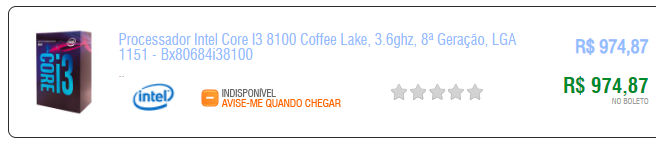 CORE i3
Processador Intel Core I3 8100 Coffee Lake, 3.6ghz, 8ª Geração, LGA
1151 - Bx80684i38100
..
intel
INDISPONÍVEL
AVISE-ME QUANDO CHEGAR
R$ 974,87
R$ 974,87
NO BOLETO